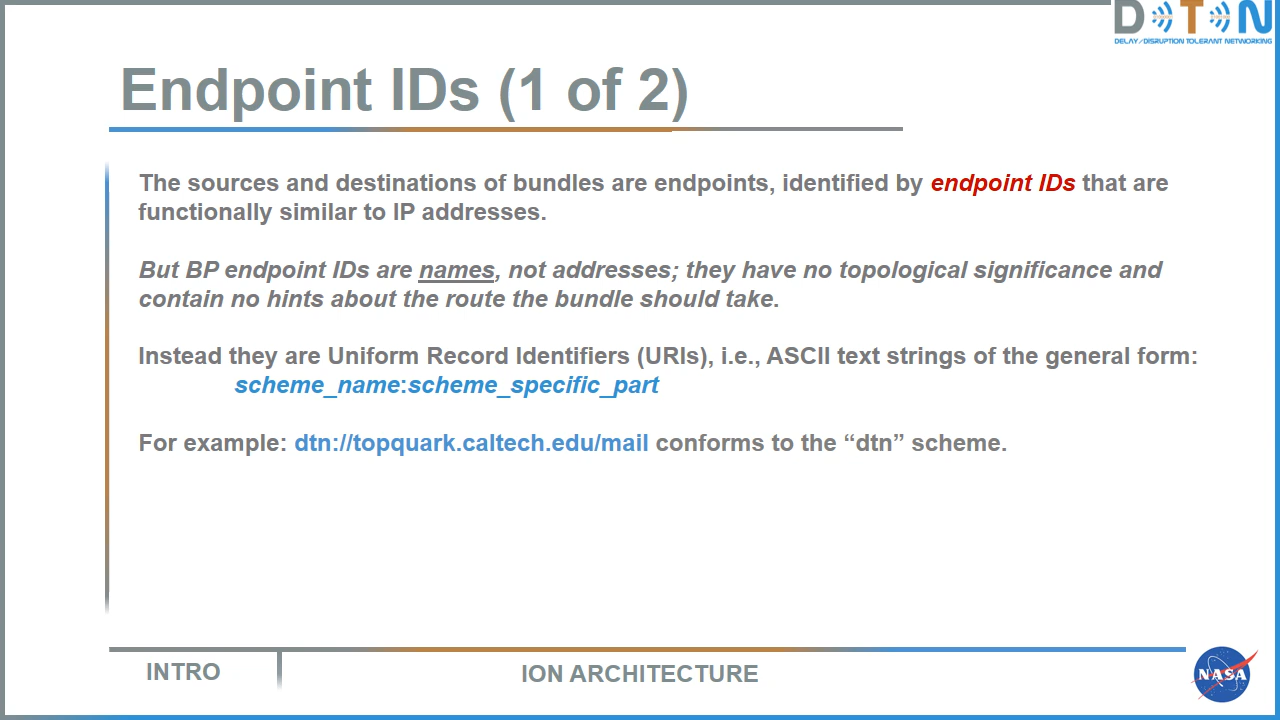 DTN
DELAY/DISRUPTION TOLERANT NETWORKING
Endpoint IDs (1 of 2)
The sources and destinations of bundles are endpoints, identified by endpoint IDs that are
functionally similar to IP addresses.
But BP endpoint IDs are names, not addresses; they have no topological significance and
contain no hints about the route the bundle should take.
Instead they are Uniform Record Identifiers (URIs), i.e., ASCII text strings of the general form:
scheme_name:scheme_specific_part
For example: dtn://topquark.caltech.edu/mail conforms to the “dtn” scheme.
INTRO
ION ARCHITECTURE
NASA